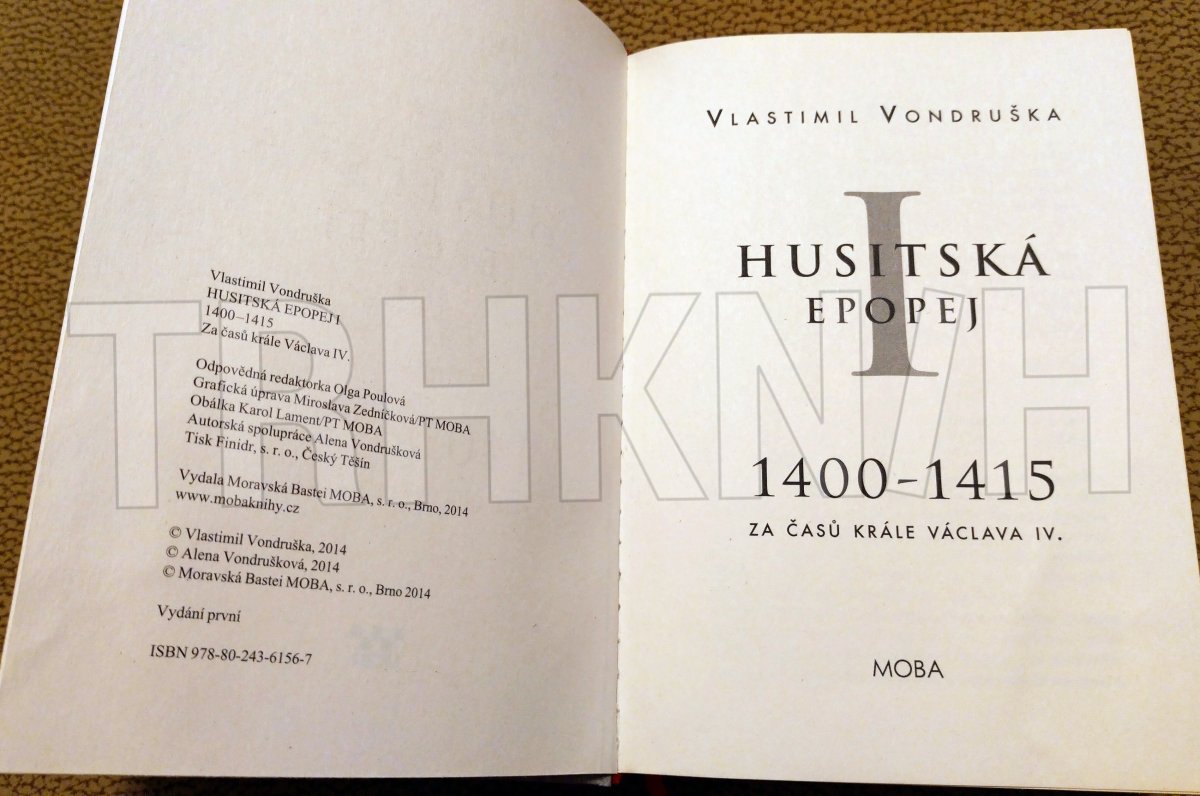 Vlastimil Vondruška
HUSITSKÁ EPOPEJ I
1400–1415
Za časů krále Václava IV.
Odpovědná redaktorka Olga Poulová
Grafická úprava Miroslava Zedníčková/PT MOBA
Obálka Karol Lament/PT MOBA
Autorská spolupráce Alena Vondrušková
Tisk Finidr, s. r. o., Český Těšín
Vydala Moravská Bastei MOBA, s. r. o., Brno, 2014
www.mobaknihy.cz
© Vlastimil Vondruška, 2014
© Alena Vondrušková, 2014
© Moravská Bastei MOBA, s. r. o., Brno 2014
Vydání první
ISBN 978-80-243-6156-7
VLASTIMIL VONDRUŠKA
I
HUSITSKÁ
EPOPEJ
1400–1415
ZA ČASŮ KRÁLE VÁCLAVA IV.
MOBA
TRHKNIH